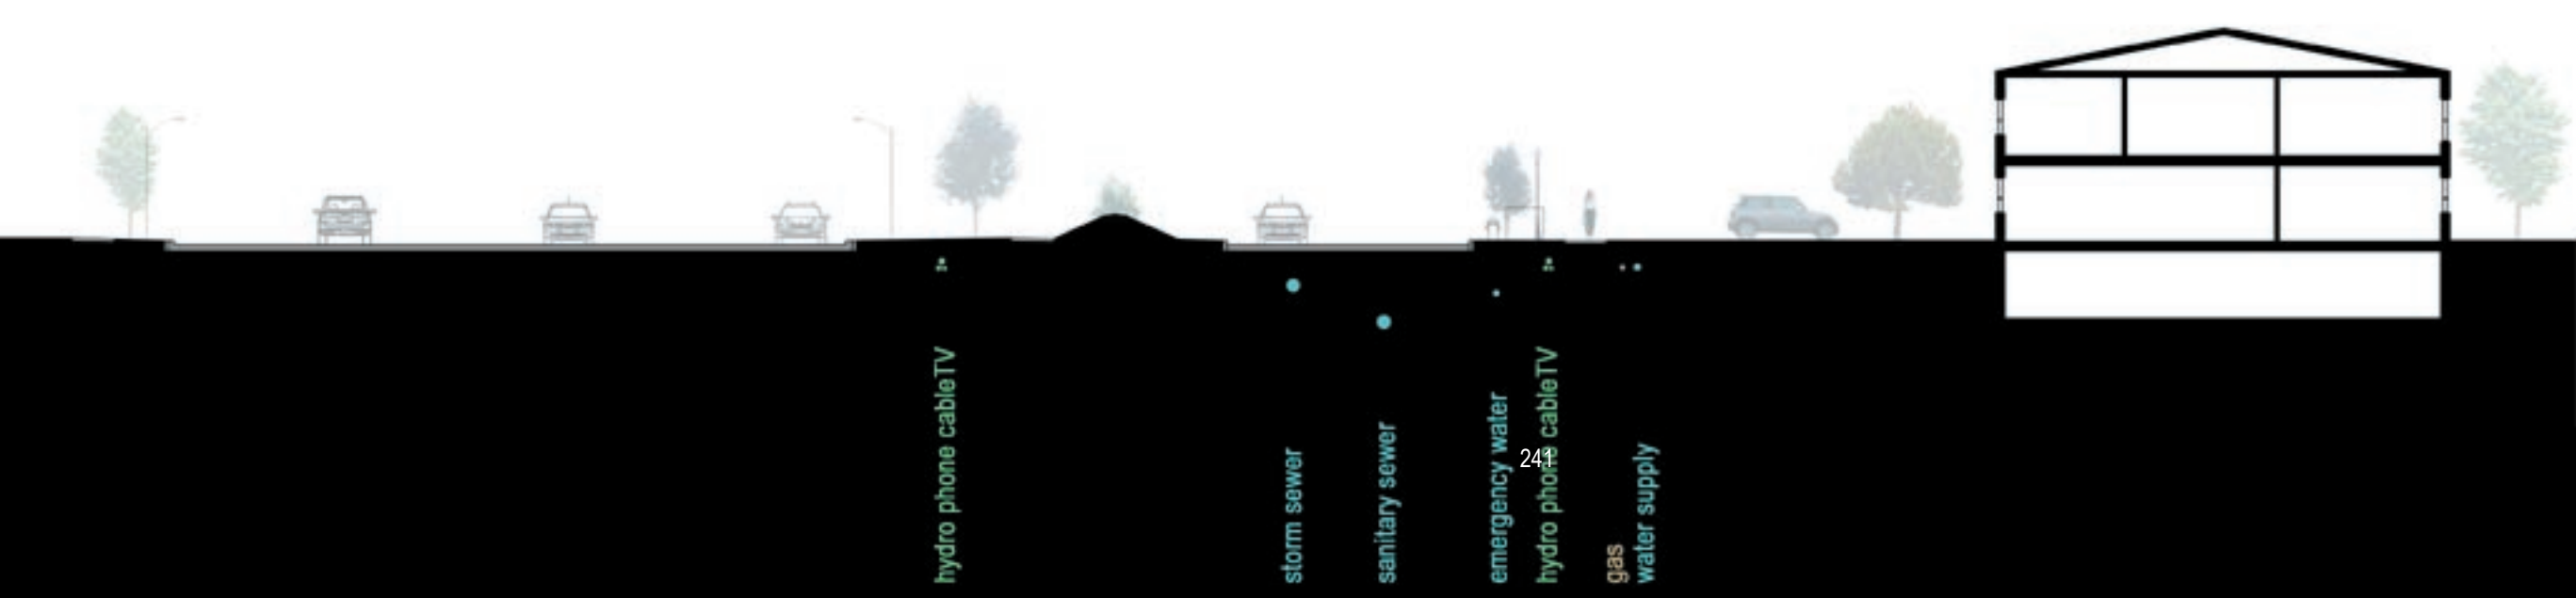 hydro phone cableTV
storm sewer
sanitary sewer
emergency water
241
hydro phone cableTV
gas
water supply